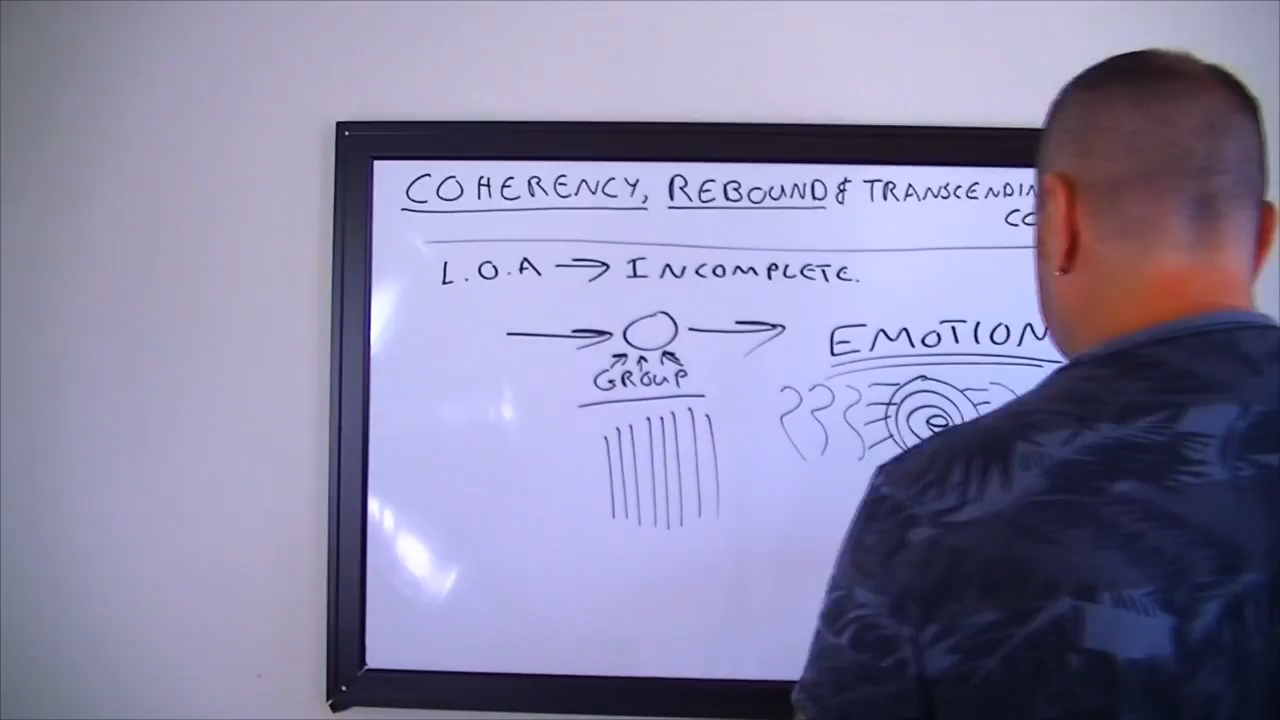 COHERENCY, REBOUND & TRANSCENDIN
CO
L.O.A → INCOMPLETE.
EMOTION
GROUP